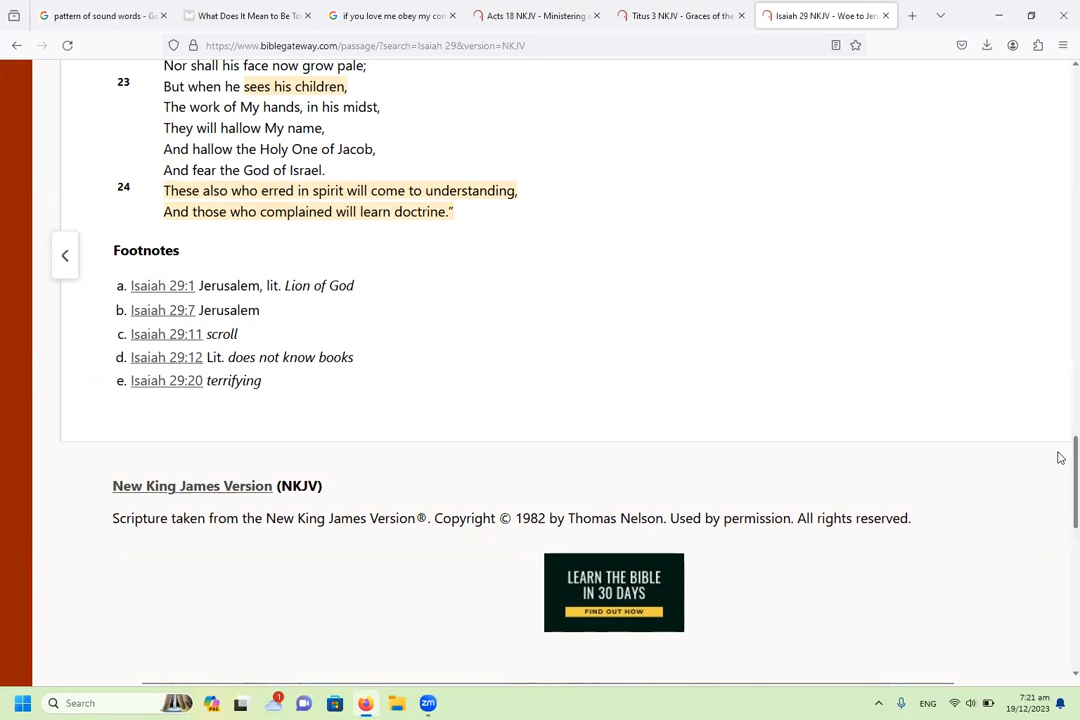 pattern of sound words - Go
What Does It Mean to Be To
if you love me obey my con
Acts 18 NKJV - Ministering a
Titus 3 NKJV - Graces of the
Isaiah 29 NKJV - Woe to Jeru
https://www.biblegateway.com/passage/?search=Isaiah 29&version=NKJV
Nor shall his face now grow pale;
23 But when he sees his children,
The work of My hands, in his midst,
They will hallow My name,
And hallow the Holy One of Jacob,
And fear the God of Israel.
24 These also who erred in spirit will come to understanding,
And those who complained will learn doctrine.”
Footnotes
a. Isaiah 29:1 Jerusalem, lit. Lion of God
b. Isaiah 29:7 Jerusalem
c. Isaiah 29:11 scroll
d. Isaiah 29:12 Lit. does not know books
e. Isaiah 29:20 terrifying
New King James Version (NKJV)
Scripture taken from the New King James Version®. Copyright © 1982 by Thomas Nelson. Used by permission. All rights reserved.
LEARN THE BIBLE
IN 30 DAYS
FIND OUT NOW
Search
PRE
1
zm
ENG
7:21 am
19/12/2023